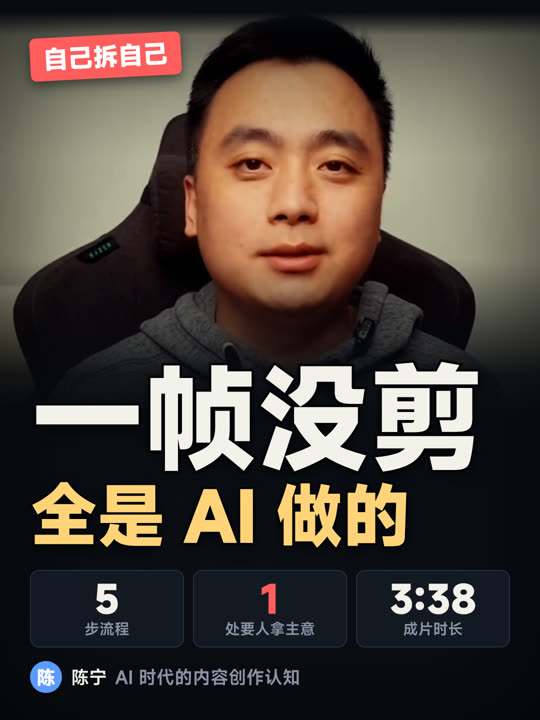 自己拆自己
RAZER
一帧没剪
全是 AI 做的
5
步流程
1
处要人拿主意
3:38
成片时长
陈
陈宁 AI 时代的内容创作认知